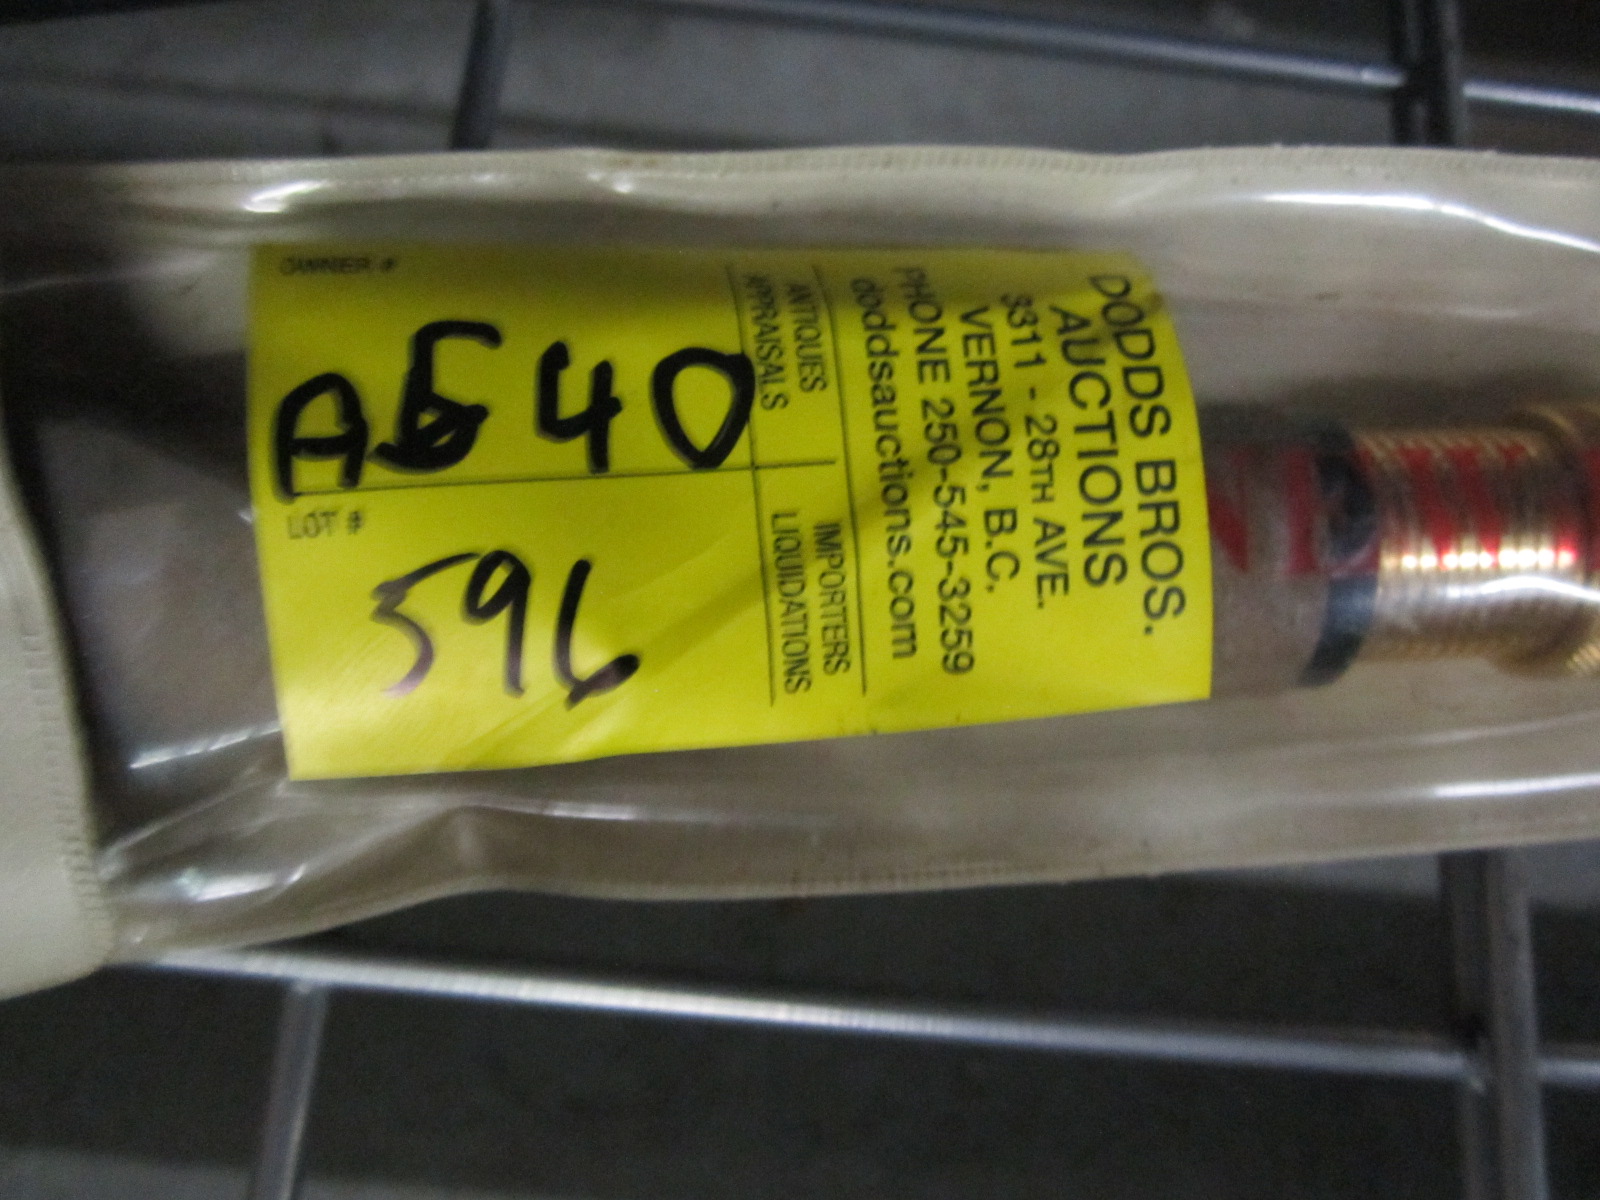 DODDS BROS.
AUCTIONS
3311 - 28TH AVE.
VERNON, B.C.
PHONE 250-545-3259
doddsauctions.com
ANTIQUES
APPRAISALS
IMPORTERS
LIQUIDATIONS
OWNER #
A540
LOT #
596